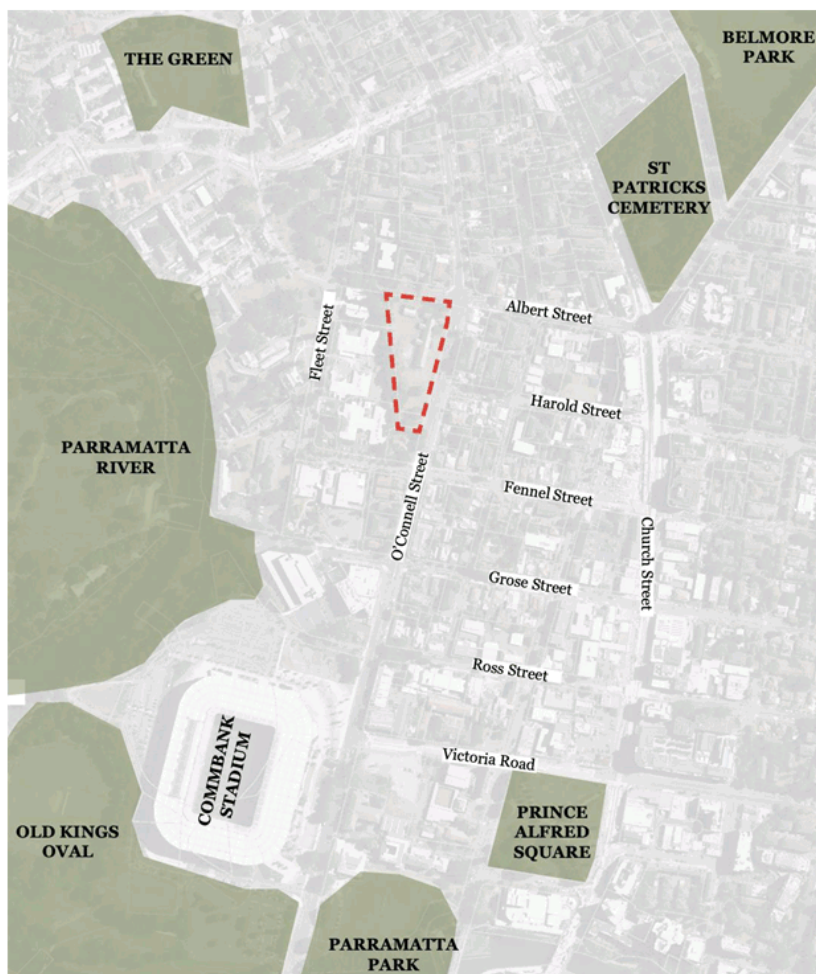 THE GREEN
BELMORE
PARK
ST
PATRICKS
CEMETERY
Albert Street
Fleet Street
Harold Street
PARRAMATTA
RIVER
O'Connell Street
Fennel Street
Church Street
Grose Street
Ross Street
COMMBANK
STADIUM
Victoria Road
OLD KINGS
OVAL
PRINCE
ALFRED
SQUARE
PARRAMATTA
PARK